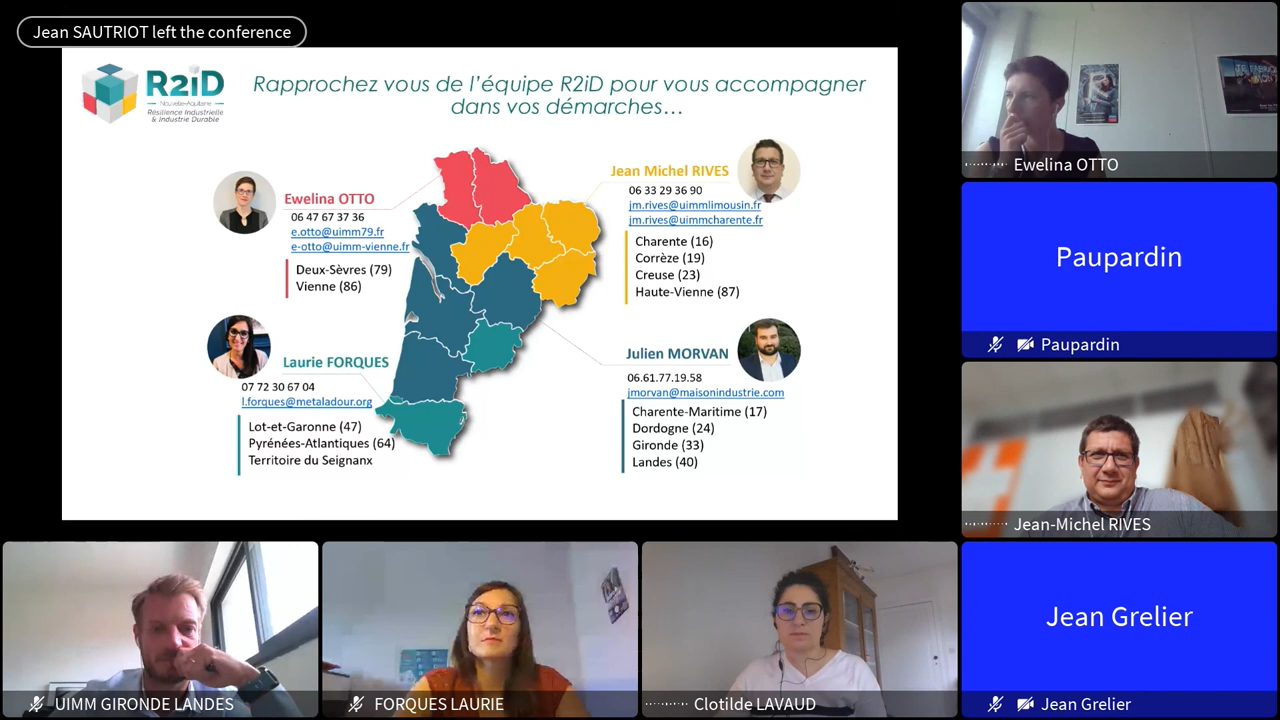 Jean SAUTRIOT left the conference
R2iD
Nouvelle-Aquitaine
Résilience Industrielle
& Industrie Durable
Rapprochez vous de l'équipe R2iD pour vous accompagner
dans vos démarches…
Ewelina OTTO
06 47 67 37 36
e.otto@uimm79.fr
e-otto@uimm-vienne.fr
Deux-Sèvres (79)
Vienne (86)
Jean Michel RIVES
06 33 29 36 90
jm.rives@uimmlimousin.fr
jm.rives@uimmcharente.fr
Charente (16)
Corrèze (19)
Creuse (23)
Haute-Vienne (87)
Laurie FORQUES
07 72 30 67 04
l.forques@metaladour.org
Lot-et-Garonne (47)
Pyrénées-Atlantiques (64)
Territoire du Seignanx
Julien MORVAN
06.61.77.19.58
jmorvan@maisonindustrie.com
Charente-Maritime (17)
Dordogne (24)
Gironde (33)
Landes (40)
Ewelina OTTO
Paupardin
Paupardin
Jean-Michel RIVES
Jean Grelier
Jean Grelier
UIMM GIRONDE LANDES
FORQUES LAURIE
Clotilde LAVAUD